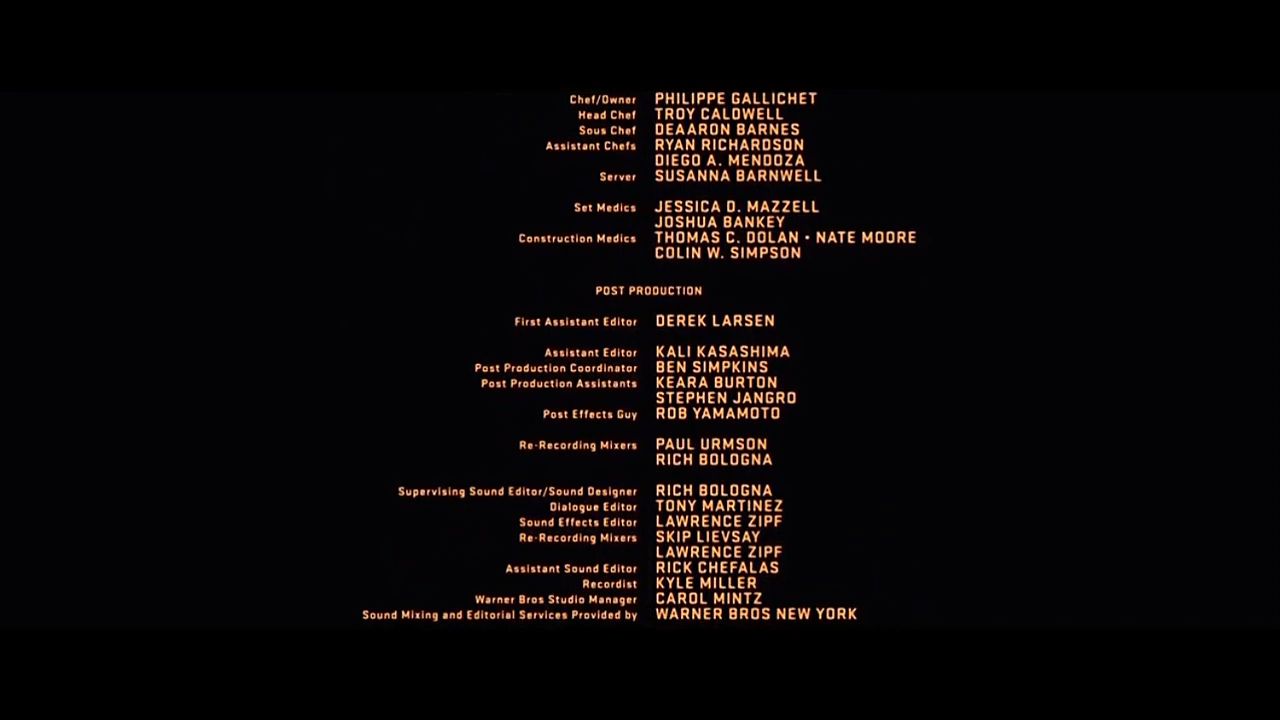 Chef/Owner PHILIPPE GALLICHET
Head Chef TROY CALDWELL
Sous Chef DEAARON BARNES
Assistant Chefs RYAN RICHARDSON
DIEGO A. MENDOZA
Server SUSANNA BARNWELL
Set Medics JESSICA D. MAZZELL
JOSHUA BANKEY
Construction Medics THOMAS C. DOLAN • NATE MOORE
COLIN W. SIMPSON
POST PRODUCTION
First Assistant Editor DEREK LARSEN
Assistant Editor KALI KASASHIMA
Post Production Coordinator BEN SIMPKINS
Post Production Assistants KEARA BURTON
STEPHEN JANGRO
Post Effects Guy ROB YAMAMOTO
Re-Recording Mixers PAUL URMSON
RICH BOLOGNA
Supervising Sound Editor/Sound Designer RICH BOLOGNA
Dialogue Editor TONY MARTINEZ
Sound Effects Editor LAWRENCE ZIPF
Re-Recording Mixers SKIP LIEVSAY
LAWRENCE ZIPF
Assistant Sound Editor RICK CHEFALAS
Recordist KYLE MILLER
Warner Bros Studio Manager CAROL MINTZ
Sound Mixing and Editorial Services Provided by WARNER BROS NEW YORK